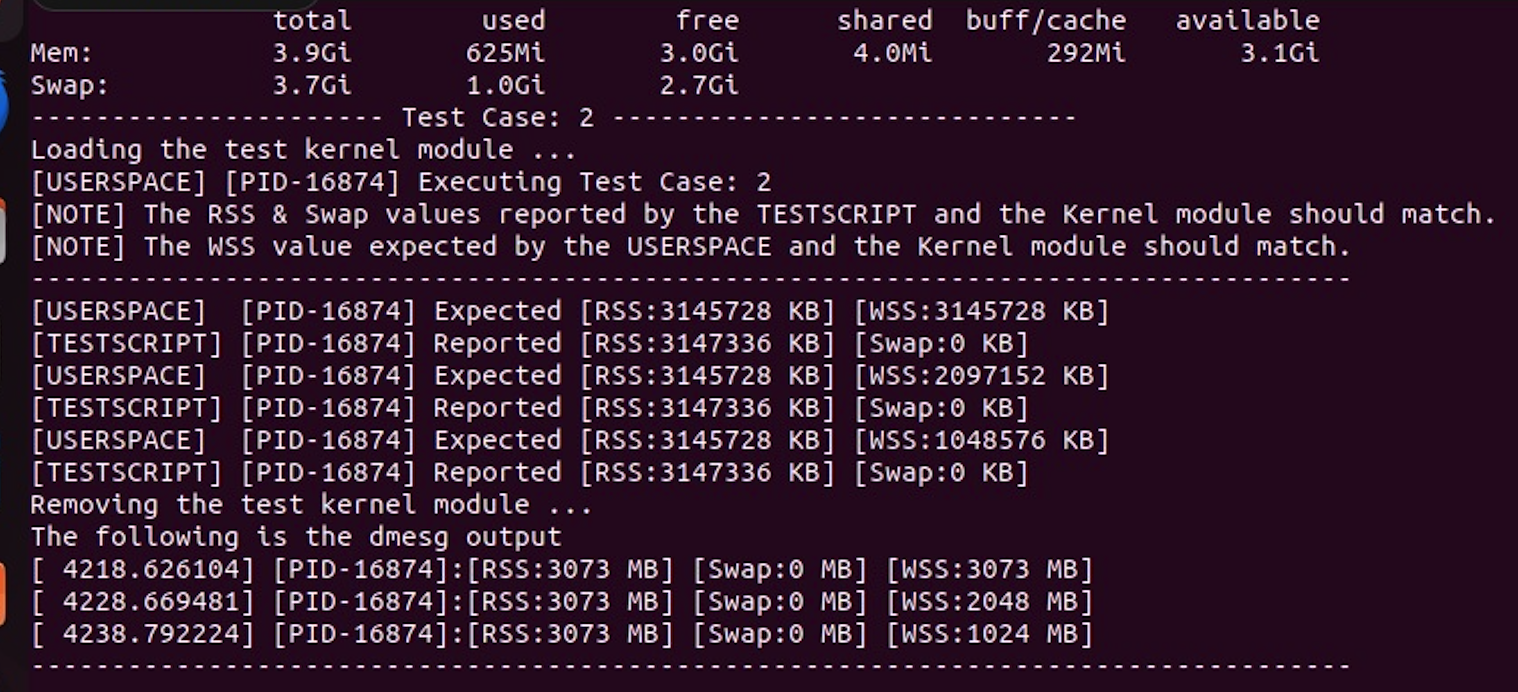 total used free shared buff/cache available
Mem: 3.9Gi 625Mi 3.0Gi 4.0Mi 292Mi 3.1Gi
Swap: 3.7Gi 1.0Gi 2.7Gi
---------------------- Test Case: 2 -----------------------------
Loading the test kernel module ...
[USERSPACE] [PID-16874] Executing Test Case: 2
[NOTE] The RSS & Swap values reported by the TESTSCRIPT and the Kernel module should match.
[NOTE] The WSS value expected by the USERSPACE and the Kernel module should match.
----------------------------------------------------------------------------------
[USERSPACE]  [PID-16874] Expected [RSS:3145728 KB] [WSS:3145728 KB]
[TESTSCRIPT] [PID-16874] Reported [RSS:3147336 KB] [Swap:0 KB]
[USERSPACE]  [PID-16874] Expected [RSS:3145728 KB] [WSS:2097152 KB]
[TESTSCRIPT] [PID-16874] Reported [RSS:3147336 KB] [Swap:0 KB]
[USERSPACE]  [PID-16874] Expected [RSS:3145728 KB] [WSS:1048576 KB]
[TESTSCRIPT] [PID-16874] Reported [RSS:3147336 KB] [Swap:0 KB]
Removing the test kernel module ...
The following is the dmesg output
[ 4218.626104] [PID-16874]:[RSS:3073 MB] [Swap:0 MB] [WSS:3073 MB]
[ 4228.669481] [PID-16874]:[RSS:3073 MB] [Swap:0 MB] [WSS:2048 MB]
[ 4238.792224] [PID-16874]:[RSS:3073 MB] [Swap:0 MB] [WSS:1024 MB]
----------------------------------------------------------------------------------